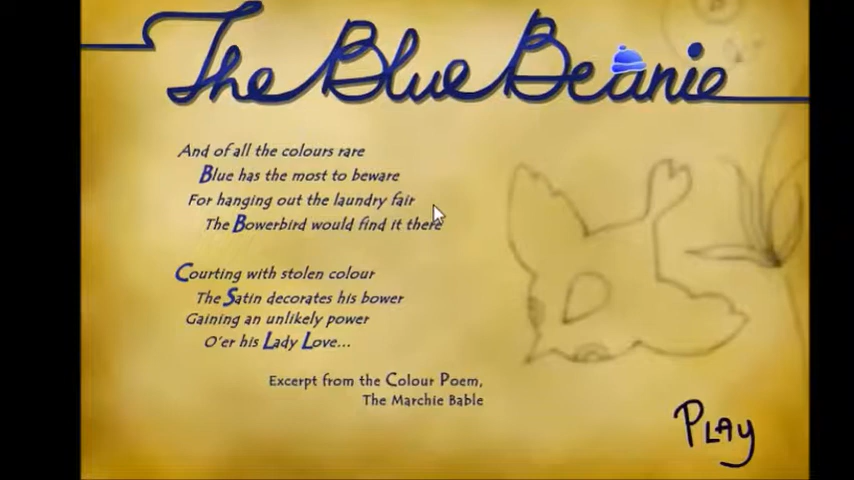 The Blue Beanie
And of all the colours rare
Blue has the most to beware
For hanging out the laundry fair
The Bowerbird would find it there
Courting with stolen colour
The Satin decorates his bower
Gaining an unlikely power
O'er his Lady Love...
Excerpt from the Colour Poem,
The Marchie Bable
PLAY